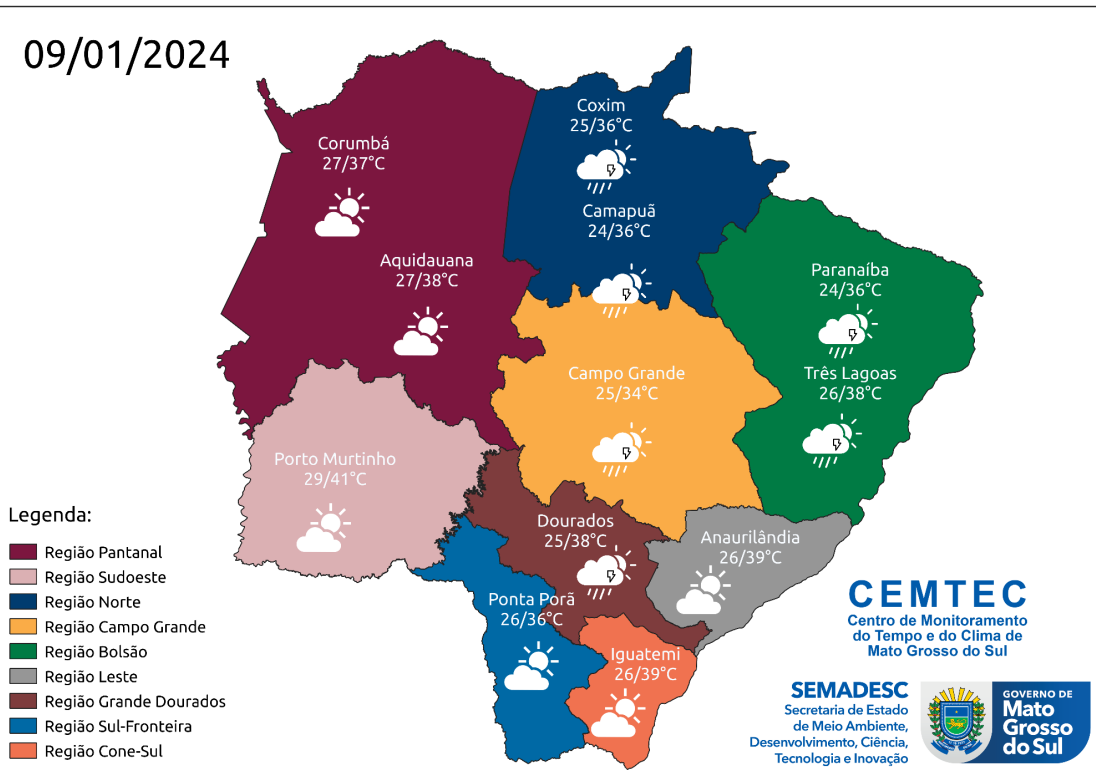 09/01/2024
Coxim
25/36°C
Corumbá
27/37°C
Camapuã
24/36°C
Aquidauana
27/38°C
Paranaíba
24/36°C
Campo Grande
25/34°C
Três Lagoas
26/38°C
Porto Murtinho
29/41°C
Dourados
25/38°C
Anaurilândia
26/39°C
Ponta Porã
26/36°C
Iguatemi
26/39°C
Legenda:
Região Pantanal
Região Sudoeste
Região Norte
Região Campo Grande
Região Bolsão
Região Leste
Região Grande Dourados
Região Sul-Fronteira
Região Cone-Sul
CEMTEC
Centro de Monitoramento
do Tempo e do Clima de
Mato Grosso do Sul
SEMADESC
Secretaria de Estado
de Meio Ambiente,
Desenvolvimento, Ciência,
Tecnologia e Inovação
GOVERNO DE
Mato
Grosso
do Sul